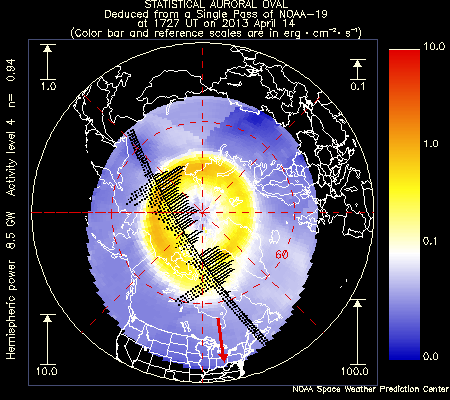 STATISTICAL AURORAL OVAL
Deduced from a Single Pass of NOAA-19
at 1727 UT on 2013 April 14
(Color bar and reference scales are in erg·cm⁻²·s⁻¹)
1.0
0.1
10.0
1.0
0.1
0.0
Hemispheric power 8.5 GW Activity level 4 n= 0.94
60
10.0
100.0
NOAA Space Weather Prediction Center